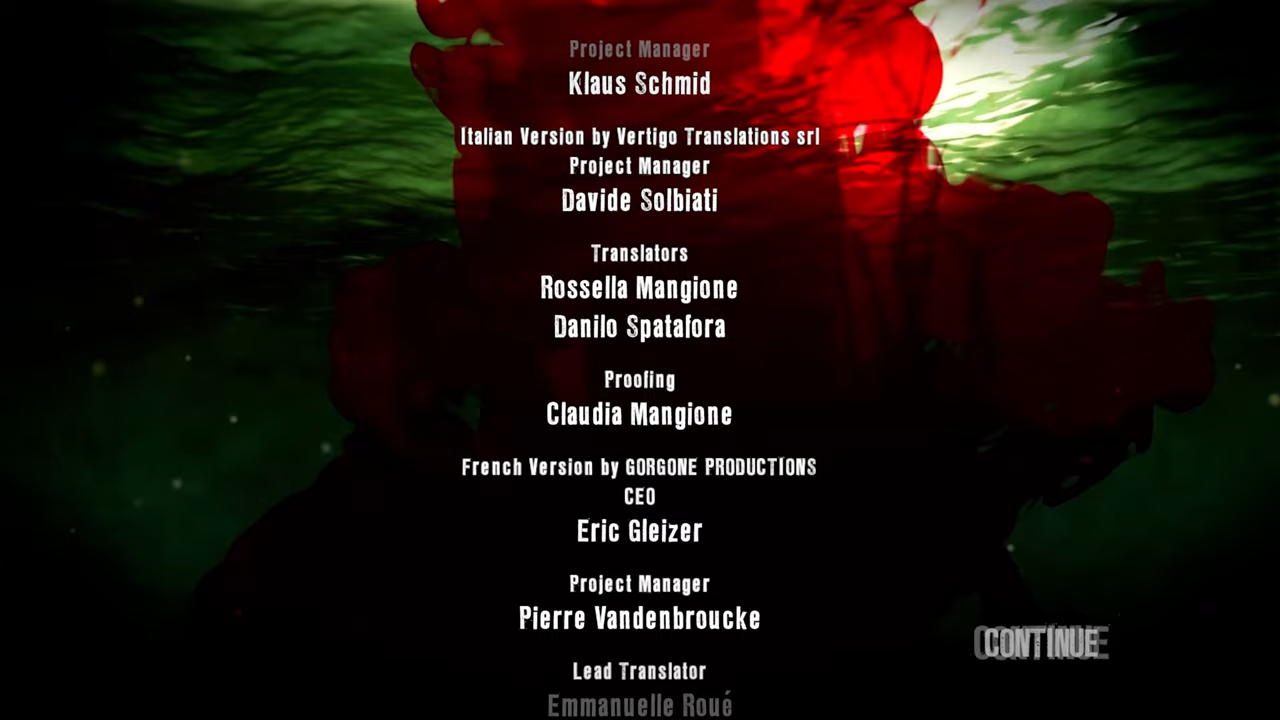 Project Manager
Klaus Schmid
Italian Version by Vertigo Translations srl
Project Manager
Davide Solbiati
Translators
Rossella Mangione
Danilo Spatafora
Proofing
Claudia Mangione
French Version by GORGONE PRODUCTIONS
CEO
Eric Gleizer
Project Manager
Pierre Vandenbroucke
CONTINUE
Lead Translator
Emmanuelle Roué